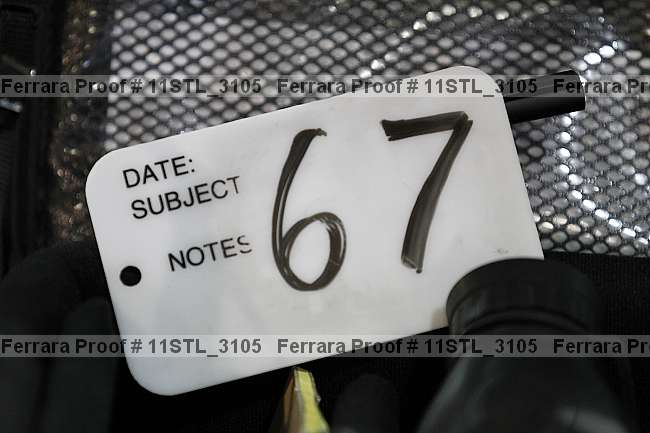 Ferrara Proof # 11STL_3105 Ferrara Proof # 11STL_3105 Ferrara Proof
DATE:
SUBJECT
NOTES
67
Ferrara Proof # 11STL_3105 Ferrara Proof # 11STL_3105 Ferrara Proof